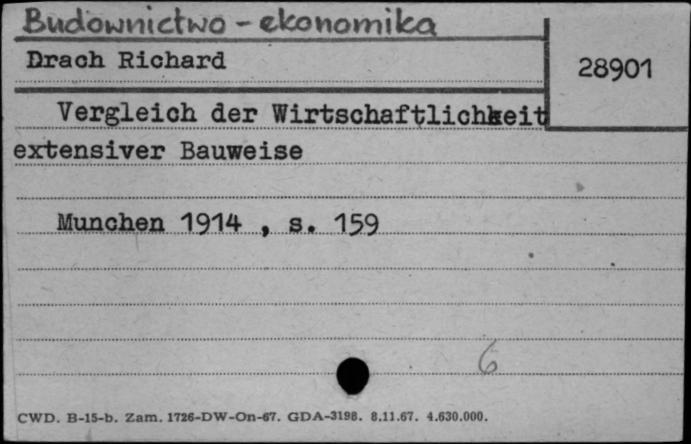 Budownictwo - ekonomika
Drach Richard
28901
Vergleich der Wirtschaftlichkeit
extensiver Bauweise
Munchen 1914 , s. 159
6
CWD. B-15-b. Zam. 1726-DW-On-67. GDA-3198. 8.11.67. 4.630.000.